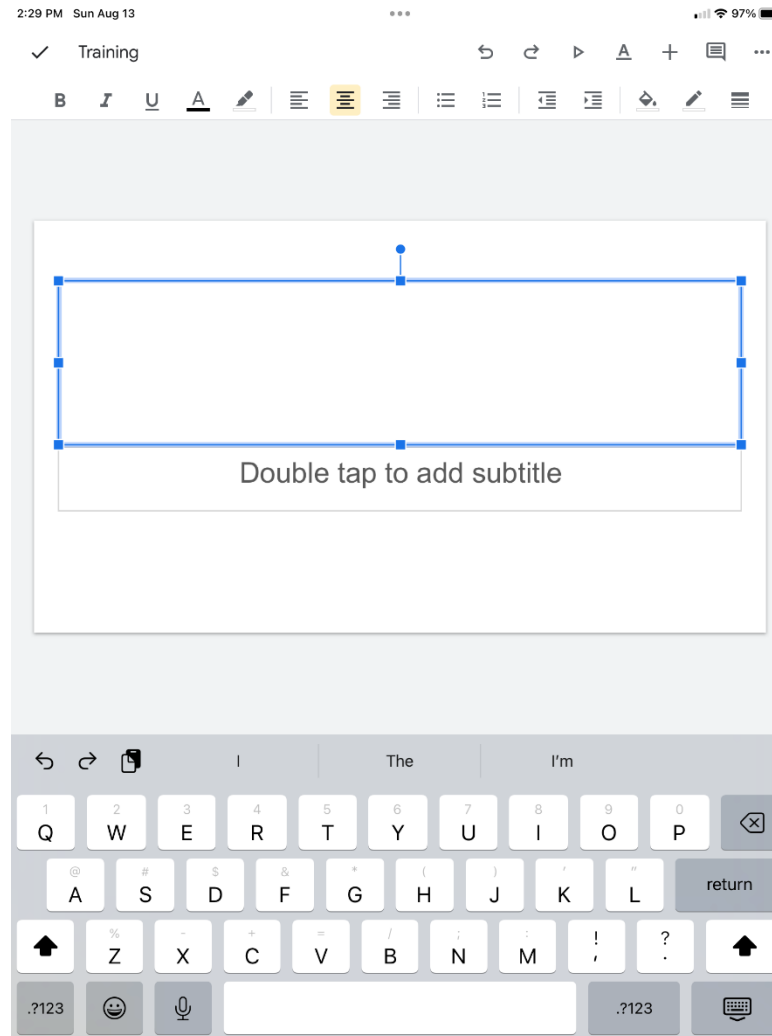 2:29 PM Sun Aug 13
97%
Training
A
B I U A
Double tap to add subtitle
I The I'm
1 2 3 4 5 6 7 8 9 0
Q W E R T Y U I O P
@ # $ & * ( ) ' "
A S D F G H J K L return
% - + = / ; : ! ?
Z X C V B N M , .
.?123 .?123